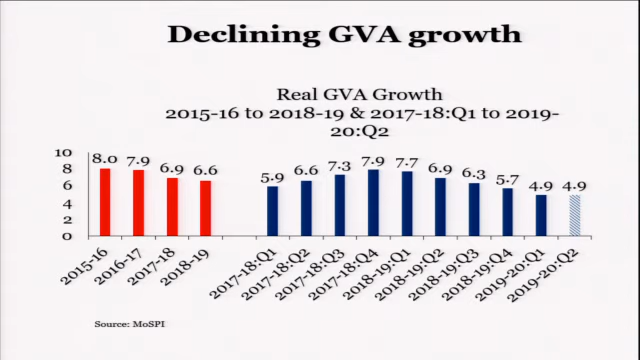 Declining GVA growth
Real GVA Growth
2015-16 to 2018-19 & 2017-18:Q1 to 2019-
20:Q2
10
8
6
4
2
0
8.0 7.9 6.9 6.6 5.9 6.6 7.3 7.9 7.7 6.9 6.3 5.7 4.9 4.9
2015-16 2016-17 2017-18 2018-19 2017-18:Q1 2017-18:Q2 2017-18:Q3 2017-18:Q4 2018-19:Q1 2018-19:Q2 2018-19:Q3 2018-19:Q4 2019-20:Q1 2019-20:Q2
Source: MoSPI